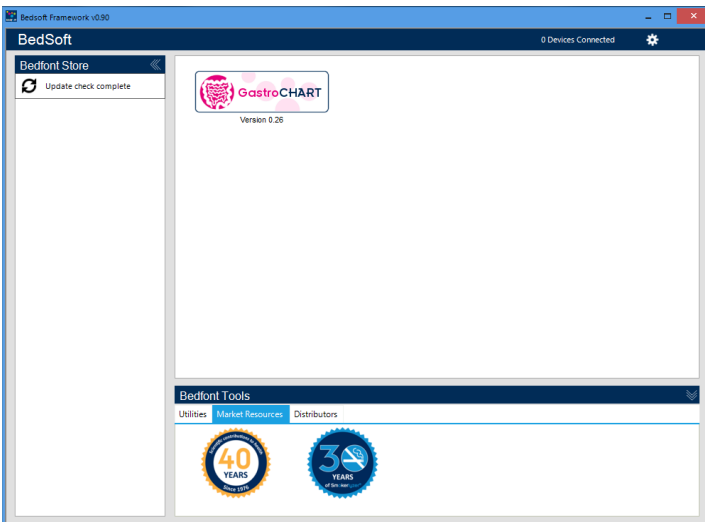 Bedsoft Framework v0.90
BedSoft
0 Devices Connected
Bedfont Store
Update check complete
GastroCHART
Version 0.26
Bedfont Tools
Utilities
Market Resources
Distributors
40
YEARS
Since 1976
30
YEARS